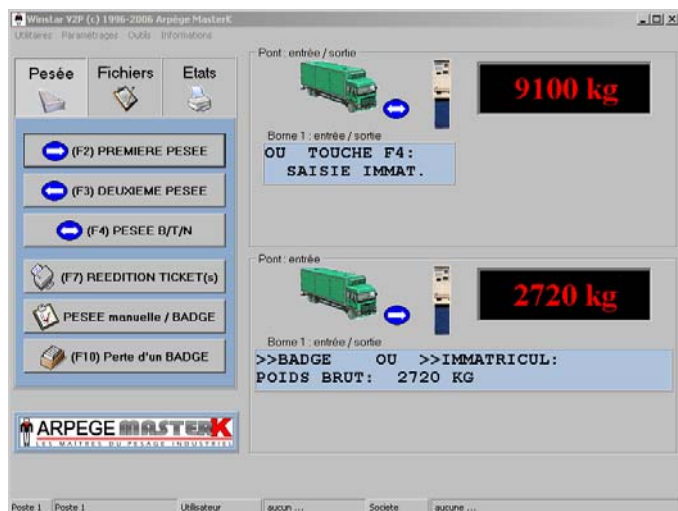 Winstar V2P (c) 1996-2006 Arpège MasterK
Utilitaires Paramétrages Outils Informations
Pesée Fichiers Etats
(F2) PREMIERE PESEE
(F3) DEUXIEME PESEE
(F4) PESEE B/T/N
(F7) REEDITION TICKET(s)
PESEE manuelle / BADGE
(F10) Perte d'un BADGE
ARPEGE MASTERK
LES MAITRES DU PESAGE INDUSTRIEL
Pont : entrée / sortie
9100 kg
Borne 1 : entrée / sortie
OU TOUCHE F4:
SAISIE IMMAT.
Pont : entrée
2720 kg
Borne 1 : entrée / sortie
>>BADGE OU >>IMMATRICUL:
POIDS BRUT: 2720 KG
Poste 1 Poste 1 Utilisateur aucun ... Societe aucune ...